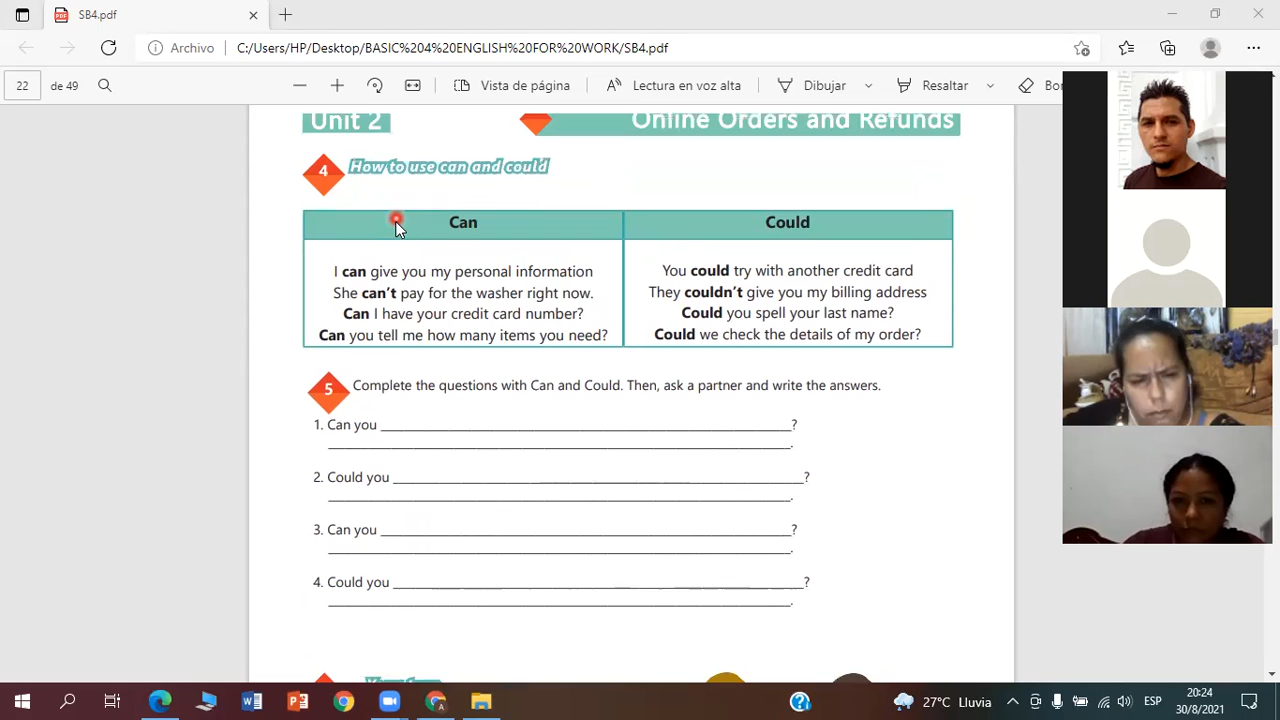 SB4.pdf
Archivo C:/Users/HP/Desktop/BASIC%204%20ENGLISH%20FOR%20WORK/SB4.pdf
22 de 49 Vista de página Lectura en voz alta Dibujar Resaltar
Unit 2 Online Orders and Refunds
4 How to use can and could
Can Could
I can give you my personal information
She can't pay for the washer right now.
Can I have your credit card number?
Can you tell me how many items you need?
You could try with another credit card
They couldn't give you my billing address
Could you spell your last name?
Could we check the details of my order?
5 Complete the questions with Can and Could. Then, ask a partner and write the answers.
1. Can you ?
.
2. Could you ?
.
3. Can you ?
.
4. Could you ?
.
27°C Lluvia ESP 20:24
30/8/2021